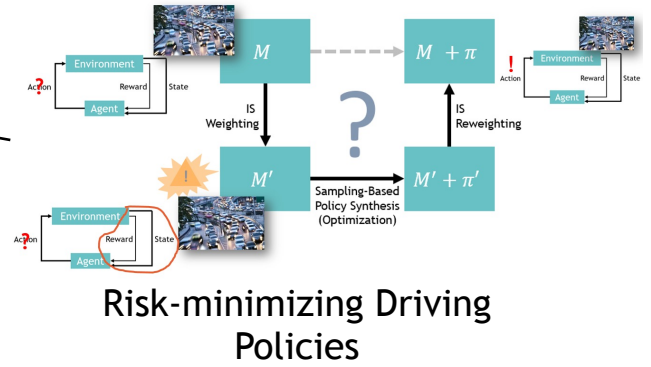 M
M + π
Environment
?
Action
Reward
State
Agent
!
Environment
Action
Reward
State
Agent
IS
Weighting
?
IS
Reweighting
!
M′
M′ + π′
Sampling-Based
Policy Synthesis
(Optimization)
Environment
?
Action
Reward
State
Agent
Risk-minimizing Driving
Policies